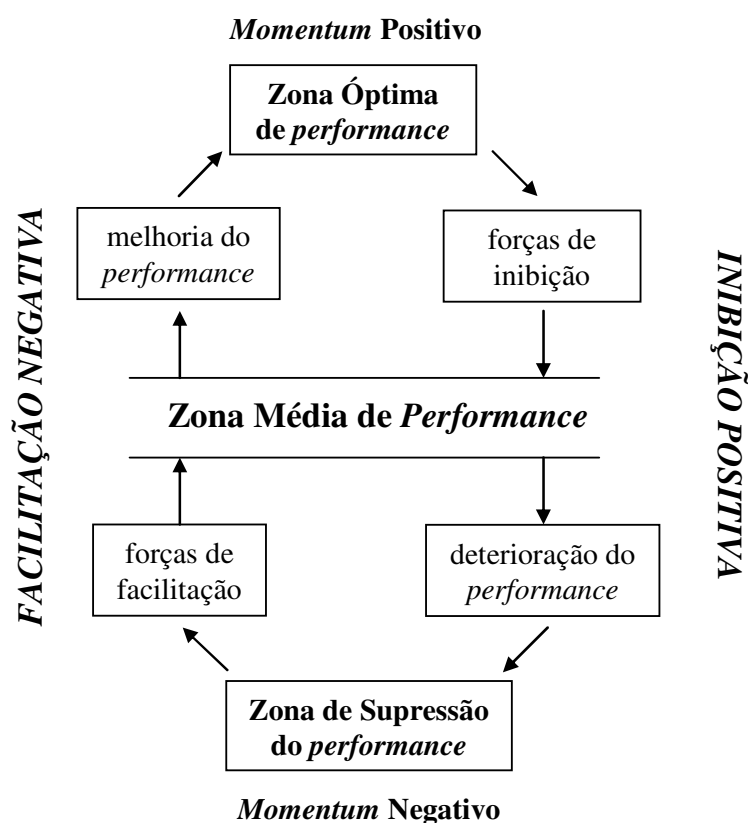 Momentum Positivo
Zona Óptima
de performance
melhoria do
performance
forças de
inibição
FACILITAÇÃO NEGATIVA
INIBIÇÃO POSITIVA
Zona Média de Performance
forças de
facilitação
deterioração do
performance
Zona de Supressão
do performance
Momentum Negativo